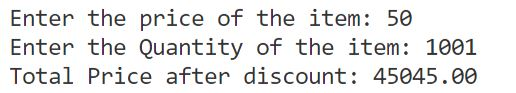 Enter the price of the item: 50
Enter the Quantity of the item: 1001
Total Price after discount: 45045.00